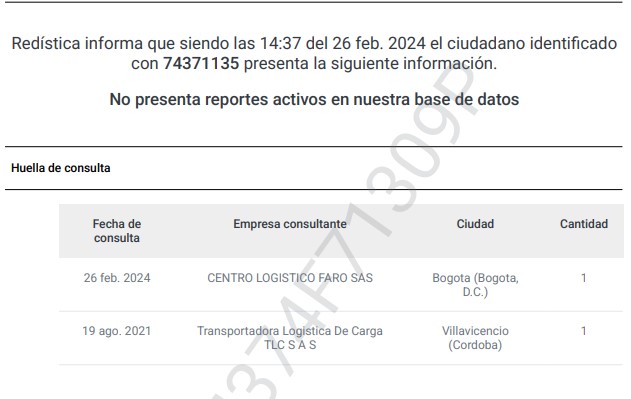 Redística informa que siendo las 14:37 del 26 feb. 2024 el ciudadano identificado
con 74371135 presenta la siguiente información.
No presenta reportes activos en nuestra base de datos
Huella de consulta
Fecha de
consulta
Empresa consultante
Ciudad
Cantidad
26 feb. 2024
CENTRO LOGISTICO FARO SAS
Bogota (Bogota,
D.C.)
1
19 ago. 2021
Transportadora Logistica De Carga
TLC S A S
Villavicencio
(Cordoba)
1
374F71309P